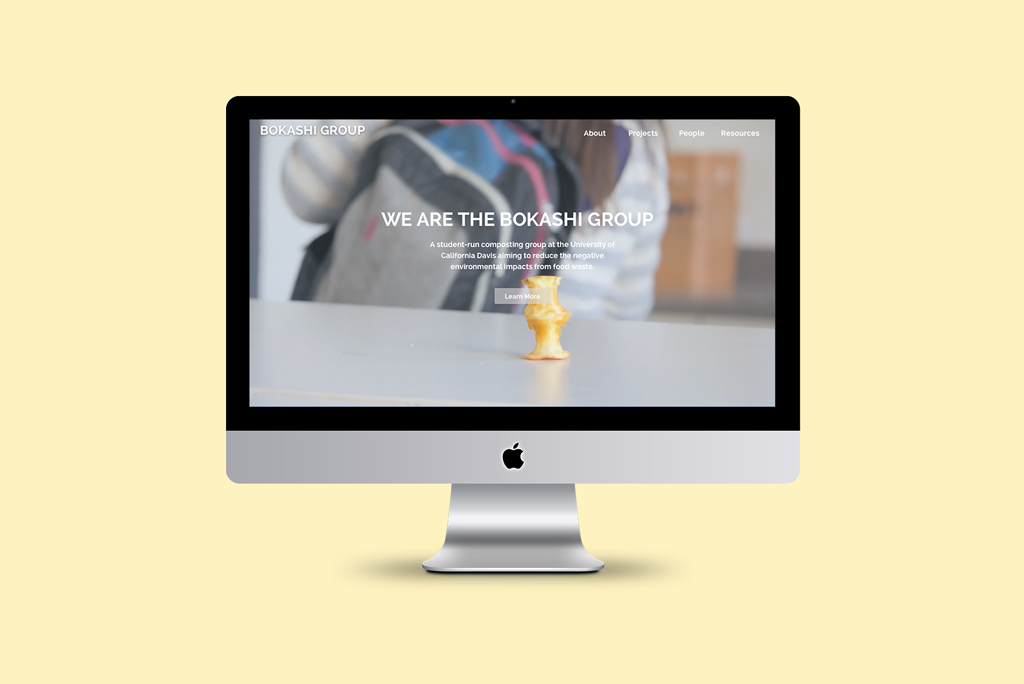 BOKASHI GROUP
About Projects People Resources
WE ARE THE BOKASHI GROUP
A student-run composting group at the University of
California Davis aiming to reduce the negative
environmental impacts from food waste.
Learn More